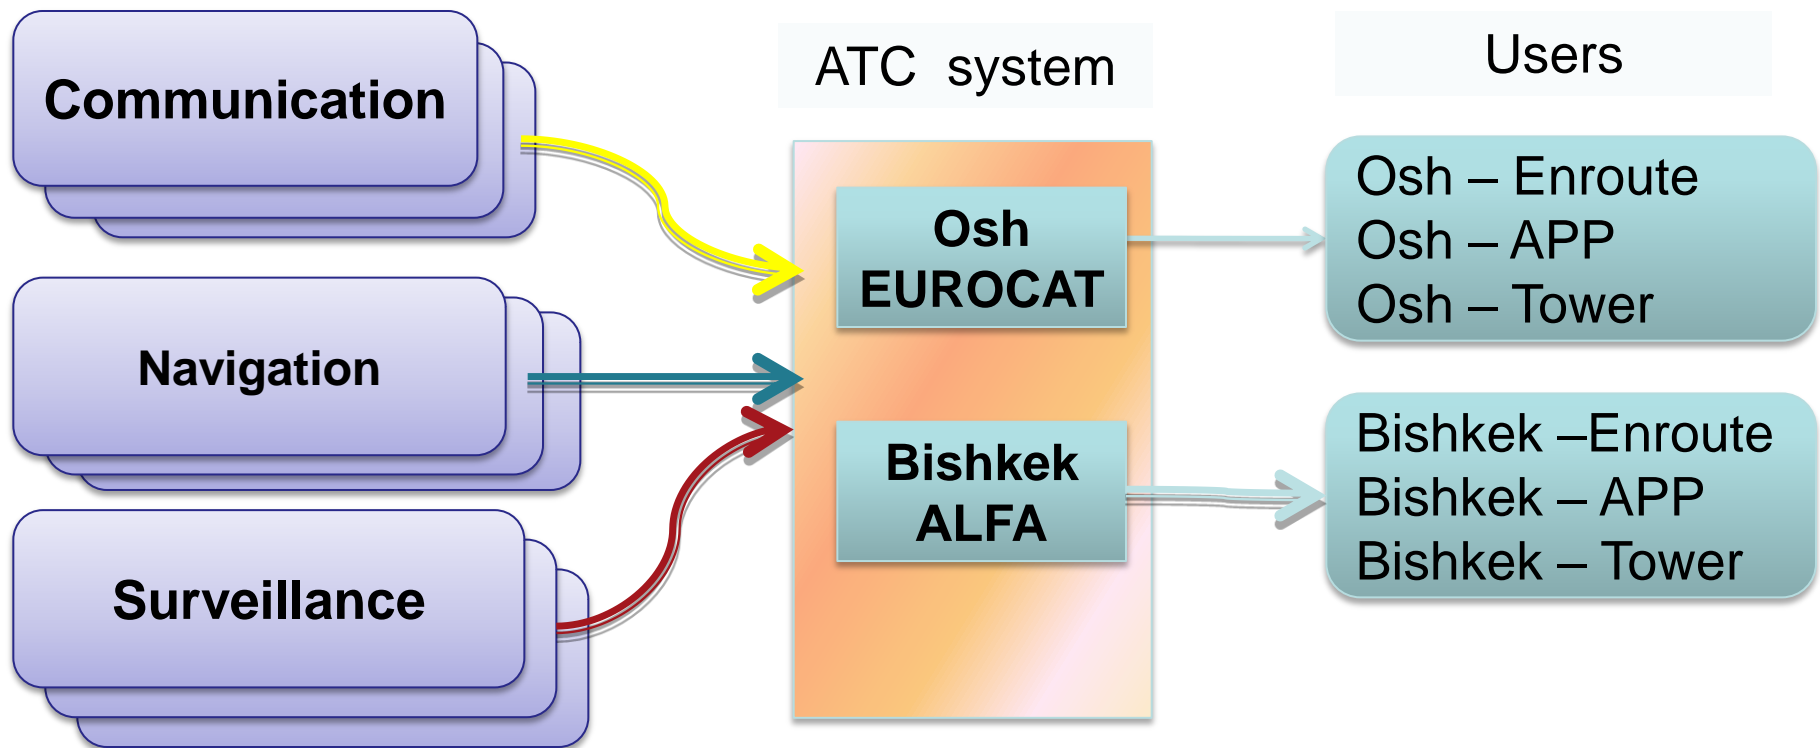 Communication
Navigation
Surveillance
ATC system
Osh
EUROCAT
Bishkek
ALFA
Users
Osh – Enroute
Osh – APP
Osh – Tower
Bishkek –Enroute
Bishkek – APP
Bishkek – Tower